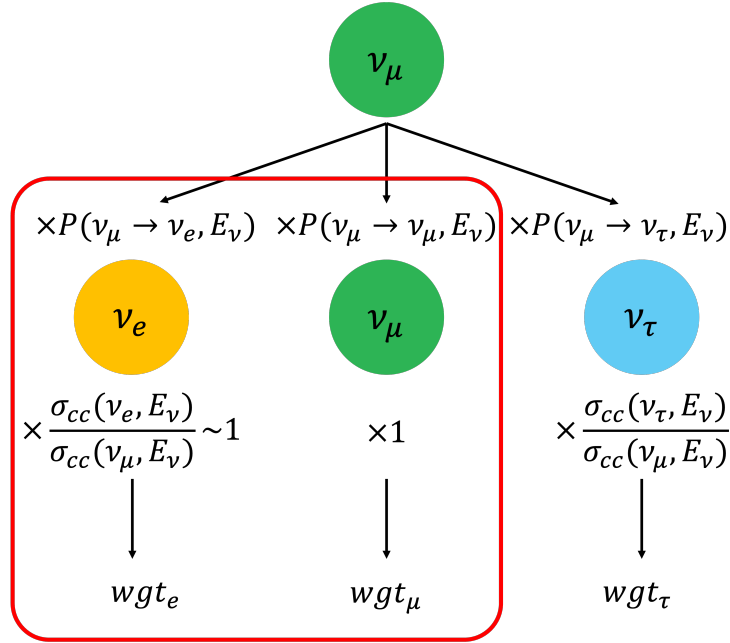 ν_μ
×P(ν_μ → ν_e, E_ν) ×P(ν_μ → ν_μ, E_ν) ×P(ν_μ → ν_τ, E_ν)
ν_e ν_μ ν_τ
× σ_cc(ν_e, E_ν) / σ_cc(ν_μ, E_ν) ~1 ×1 × σ_cc(ν_τ, E_ν) / σ_cc(ν_μ, E_ν)
wgt_e wgt_μ wgt_τ